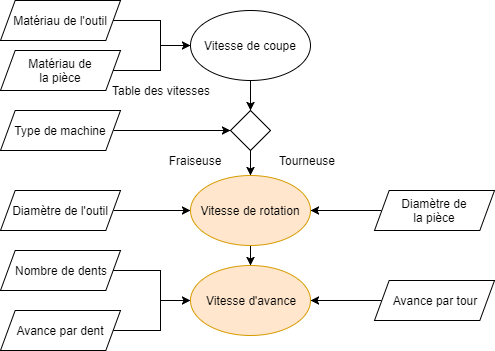 Matériau de l'outil
Vitesse de coupe
Matériau de
la pièce
Table des vitesses
Type de machine
Fraiseuse
Tourneuse
Diamètre de l'outil
Vitesse de rotation
Diamètre de
la pièce
Nombre de dents
Vitesse d'avance
Avance par tour
Avance par dent